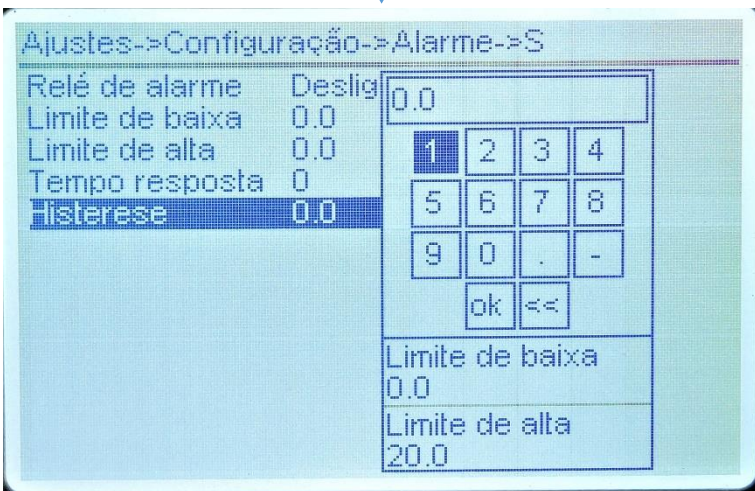 Ajustes->Configuração->Alarme->S
Relé de alarme Deslig
Limite de baixa 0.0
Limite de alta 0.0
Tempo resposta 0
Histerese 0.0
0.0
1 2 3 4
5 6 7 8
9 0 . -
ok <<
Limite de baixa
0.0
Limite de alta
20.0